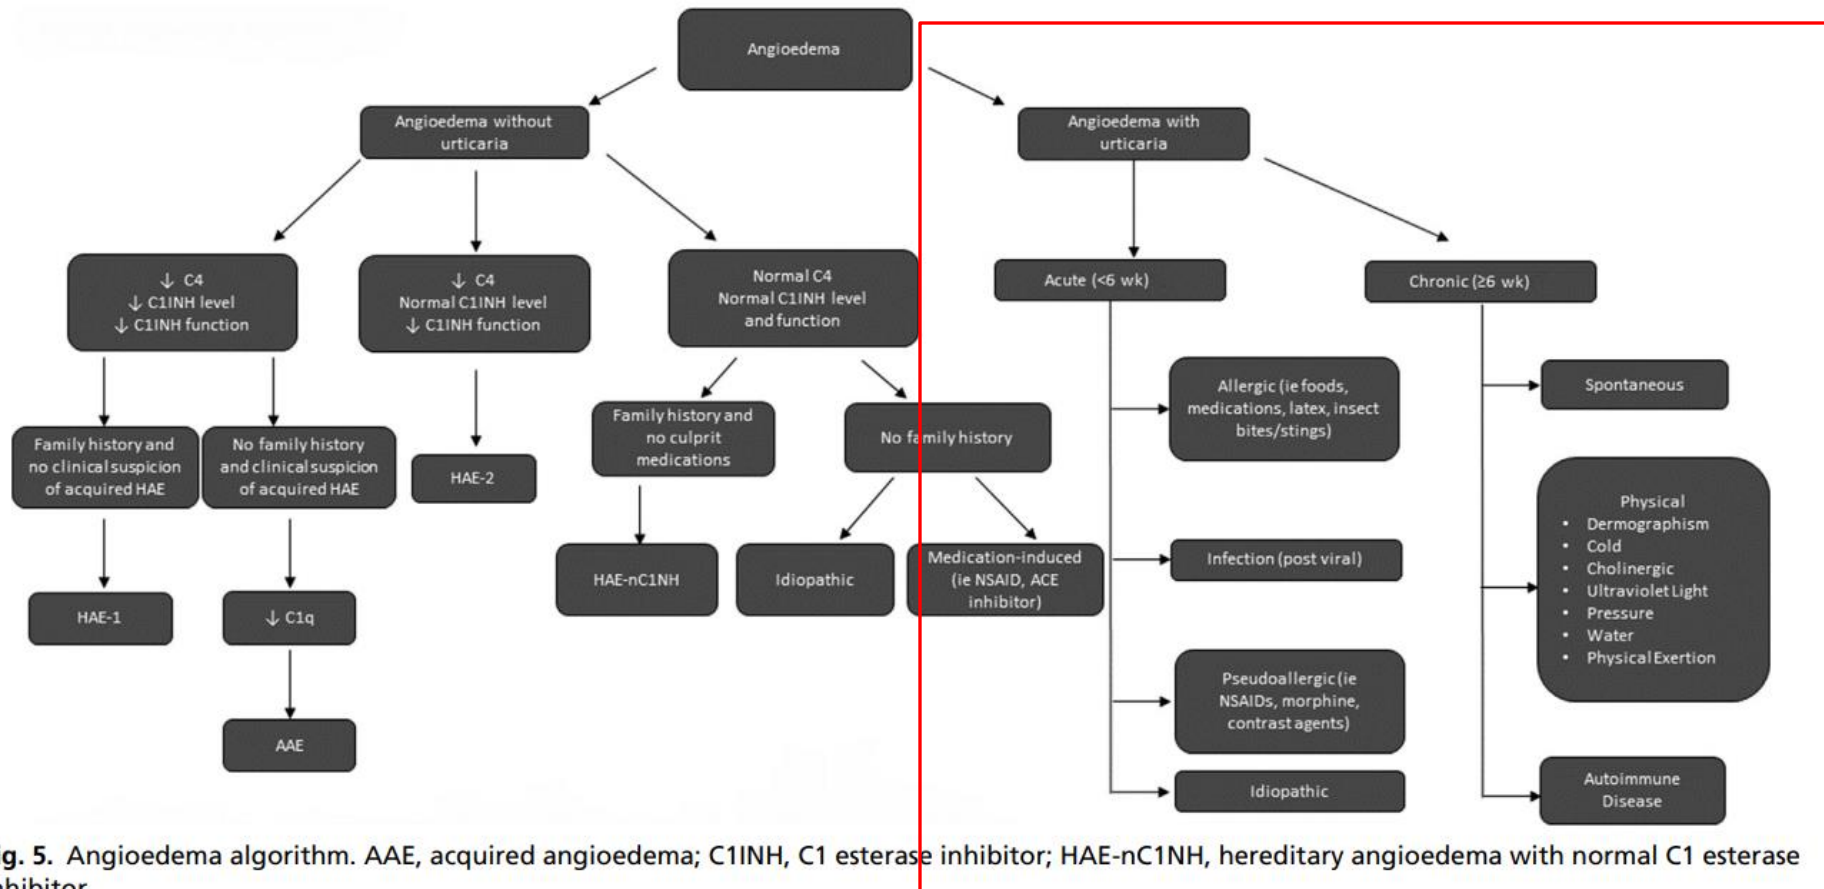 Angioedema
Angioedema without
urticaria
Angioedema with
urticaria
↓ C4
↓ C1INH level
↓ C1INH function
↓ C4
Normal C1INH level
↓ C1INH function
Normal C4
Normal C1INH level
and function
Acute (<6 wk)
Chronic (≥6 wk)
Family history and
no clinical suspicion
of acquired HAE
No family history
and clinical suspicion
of acquired HAE
HAE-2
Family history and
no culprit
medications
No family history
Allergic (ie foods,
medications, latex, insect
bites/stings)
Spontaneous
HAE-1
↓ C1q
AAE
HAE-nC1NH
Idiopathic
Medication-induced
(ie NSAID, ACE
inhibitor)
Infection (post viral)
Pseudoallergic (ie
NSAIDs, morphine,
contrast agents)
Idiopathic
Physical
• Dermographism
• Cold
• Cholinergic
• Ultraviolet Light
• Pressure
• Water
• Physical Exertion
Autoimmune
Disease
ig. 5. Angioedema algorithm. AAE, acquired angioedema; C1INH, C1 esterase inhibitor; HAE-nC1NH, hereditary angioedema with normal C1 esterase